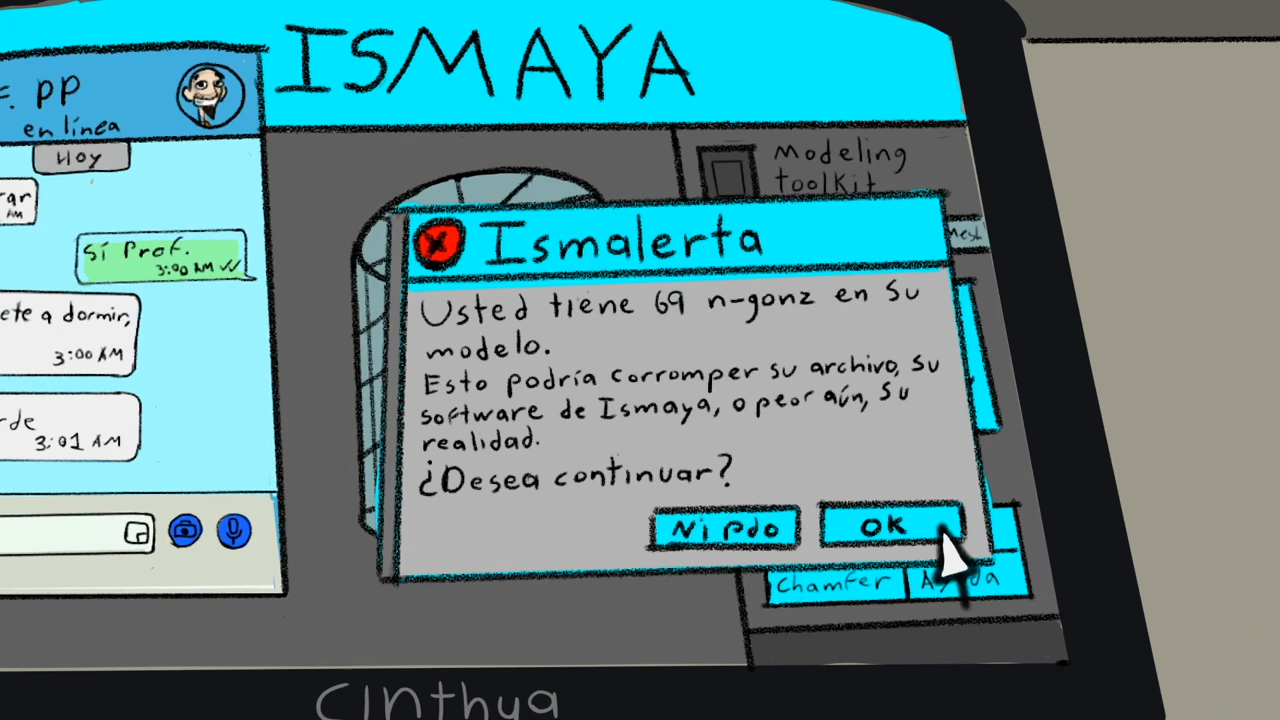 ISMAYA
PP
en línea
Hoy
AM
Sí Prof.
3:00 AM
a dormir,
3:00 AM
3:01 AM
Modeling
toolkit
Ismalerta
Usted tiene 69 n-gonz en su
modelo.
Esto podría corromper su archivo, su
software de Ismaya, o peor aún, su
realidad.
¿Desea continuar?
Ni pdo
OK
Chamfer
Cinthya